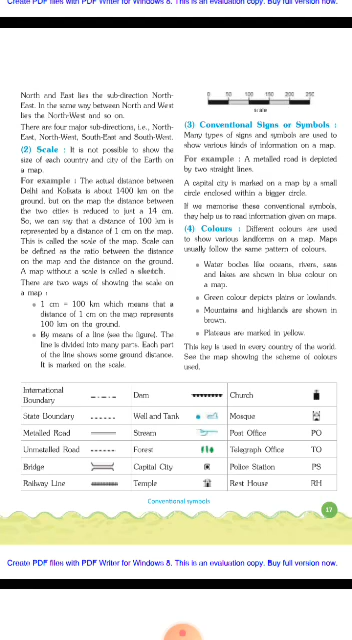 Create PDF files with PDF Writer for Windows 8. This is an evaluation copy. Buy full version now.
North and East lies the sub-direction North-
East. In the same way between North and West
lies the North-West and so on.
There are four major sub-directions, i.e., North-
East, North-West, South-East and South-West.
(2) Scale : It is not possible to show the
size of each country and city of the Earth on
a map.
For example : The actual distance between
Delhi and Kolkata is about 1400 km on the
ground, but on the map the distance between
the two cities is reduced to just a 14 cm.
So, we can say that a distance of 100 km is
represented by a distance of 1 cm on the map.
This is called the scale of the map. Scale can
be defined as the ratio between the distance
on the map and the distance on the ground.
A map without a scale is called a sketch.
There are two ways of showing the scale on
a map :
• 1 cm = 100 km which means that a
distance of 1 cm on the map represents
100 km on the ground.
• By means of a line (see the figure). The
line is divided into many parts. Each part
of the line shows some ground distance.
It is marked on the scale.
0 50 100 150 200 250
scale
(3) Conventional Signs or Symbols :
Many types of signs and symbols are used to
show various kinds of information on a map.
For example : A metalled road is depicted
by two straight lines.
A capital city is marked on a map by a small
circle enclosed within a bigger circle.
If we memorise these conventional symbols,
they help us to read information given on maps.
(4) Colours : Different colours are used
to show various landforms on a map. Maps
usually follow the same pattern of colours.
• Water bodies like oceans, rivers, seas
and lakes are shown in blue colour on
a map.
• Green colour depicts plains or lowlands.
• Mountains and highlands are shown in
brown.
• Plateaus are marked in yellow.
This key is used in every country of the world.
See the map showing the scheme of colours
used.
International Boundary Dam Church
State Boundary Well and Tank Mosque
Metalled Road Stream Post Office PO
Unmetalled Road Forest Telegraph Office TO
Bridge Capital City Police Station PS
Railway Line Temple Rest House RH
Conventional symbols
17
Create PDF files with PDF Writer for Windows 8. This is an evaluation copy. Buy full version now.